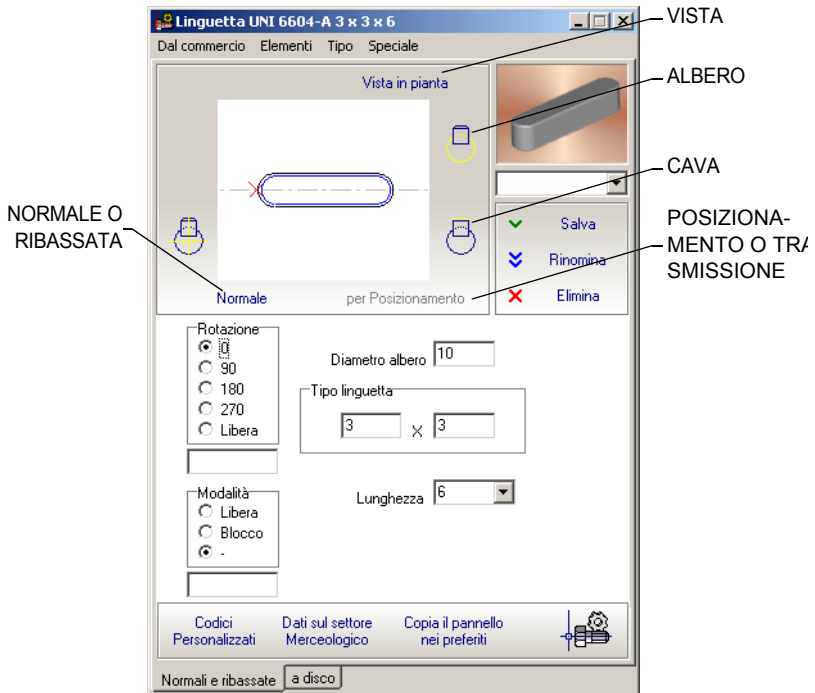 Linguetta UNI 6604-A 3 x 3 x 6
Dal commercio Elementi Tipo Speciale
VISTA
Vista in pianta
ALBERO
CAVA
NORMALE O
RIBASSATA
POSIZIONA-
MENTO O TRA
SMISSIONE
Salva
Rinomina
Elimina
Normale
per Posizionamento
Rotazione
0
90
180
270
Libera
Diametro albero 10
Tipo linguetta
3 X 3
Modalità
Libera
Blocco
-
Lunghezza 6
Codici
Personalizzati
Dati sul settore
Merceologico
Copia il pannello
nei preferiti
Normali e ribassate
a disco